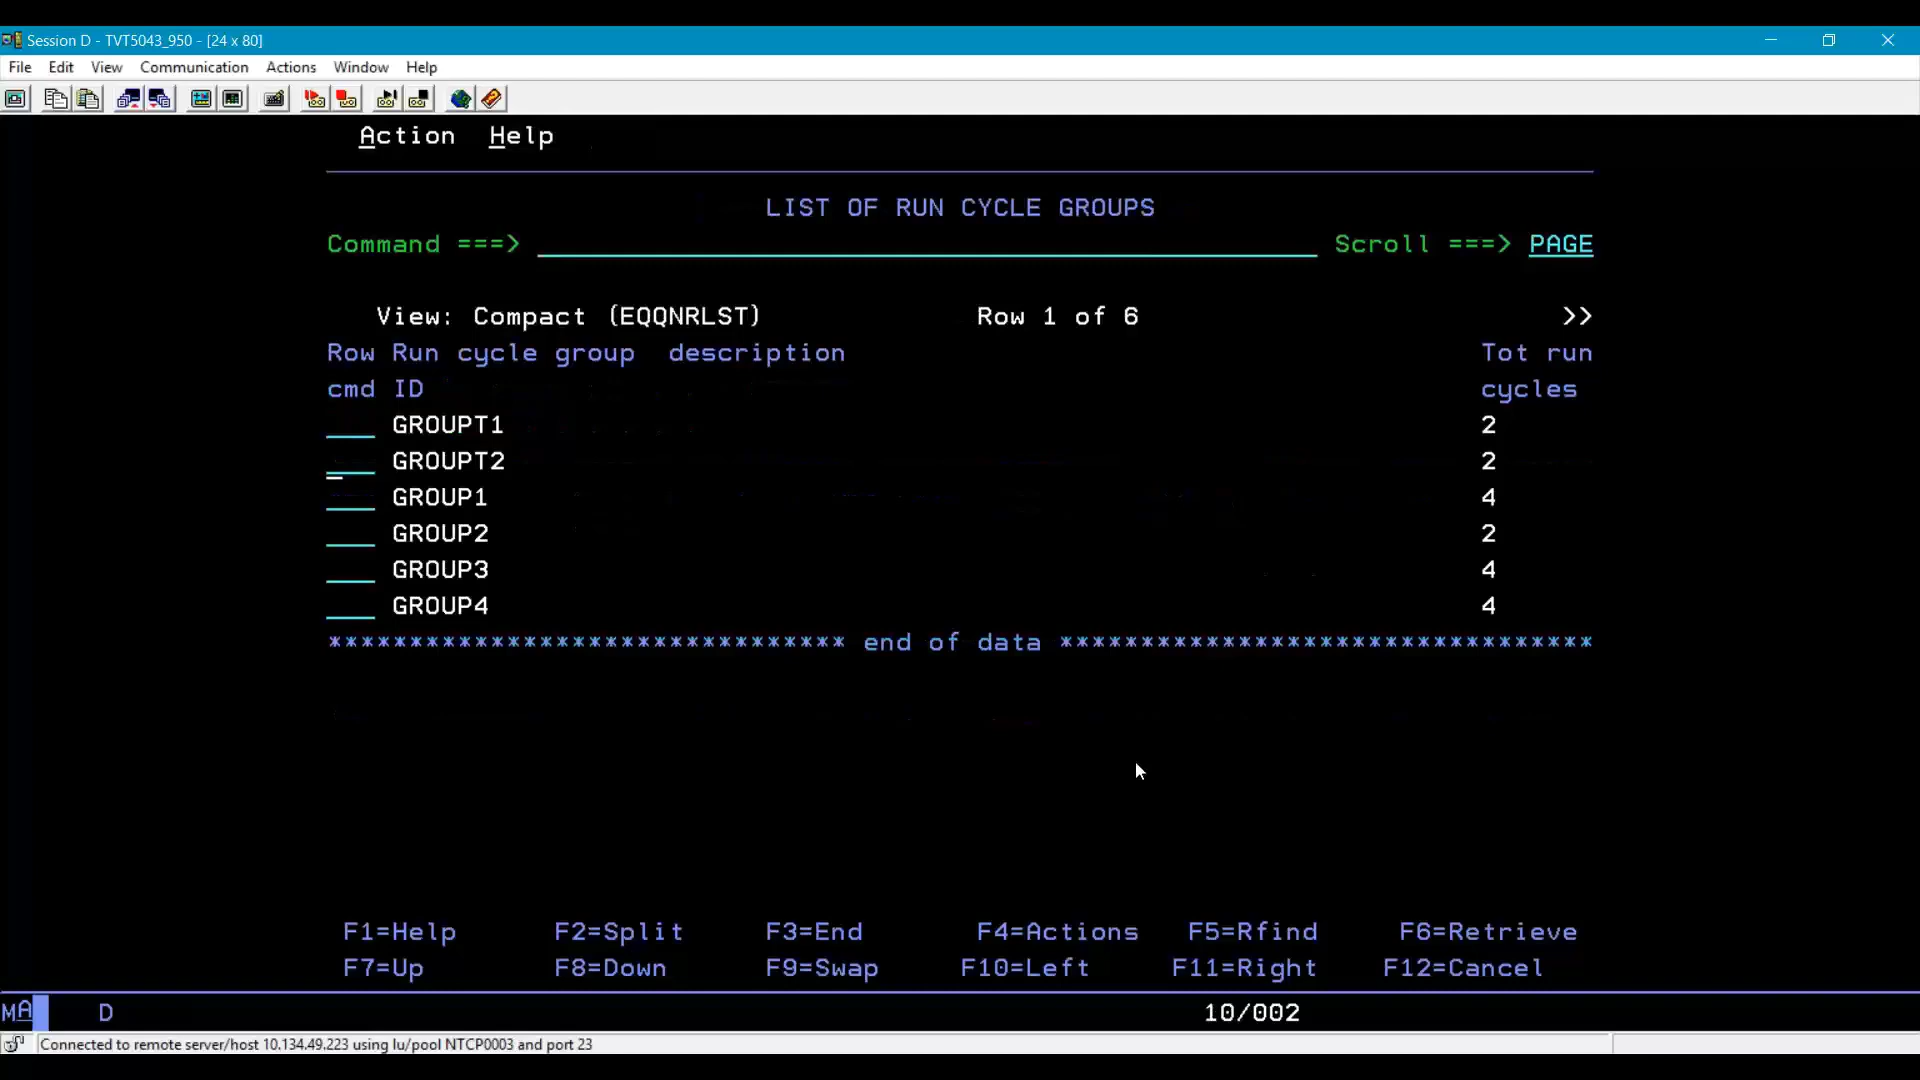 Session D - TVT5043_950 - [24 x 80]
File Edit View Communication Actions Window Help
Action Help
LIST OF RUN CYCLE GROUPS
Command ===> Scroll ===> PAGE
View: Compact (EQQNRLST) Row 1 of 6 >>
Row Run cycle group description Tot run
cmd ID cycles
GROUPT1 2
GROUPT2 2
GROUP1 4
GROUP2 2
GROUP3 4
GROUP4 4
******************************** end of data *********************************
F1=Help F2=Split F3=End F4=Actions F5=Rfind F6=Retrieve
F7=Up F8=Down F9=Swap F10=Left F11=Right F12=Cancel
MA D 10/002
Connected to remote server/host 10.134.49.223 using lu/pool NTCP0003 and port 23